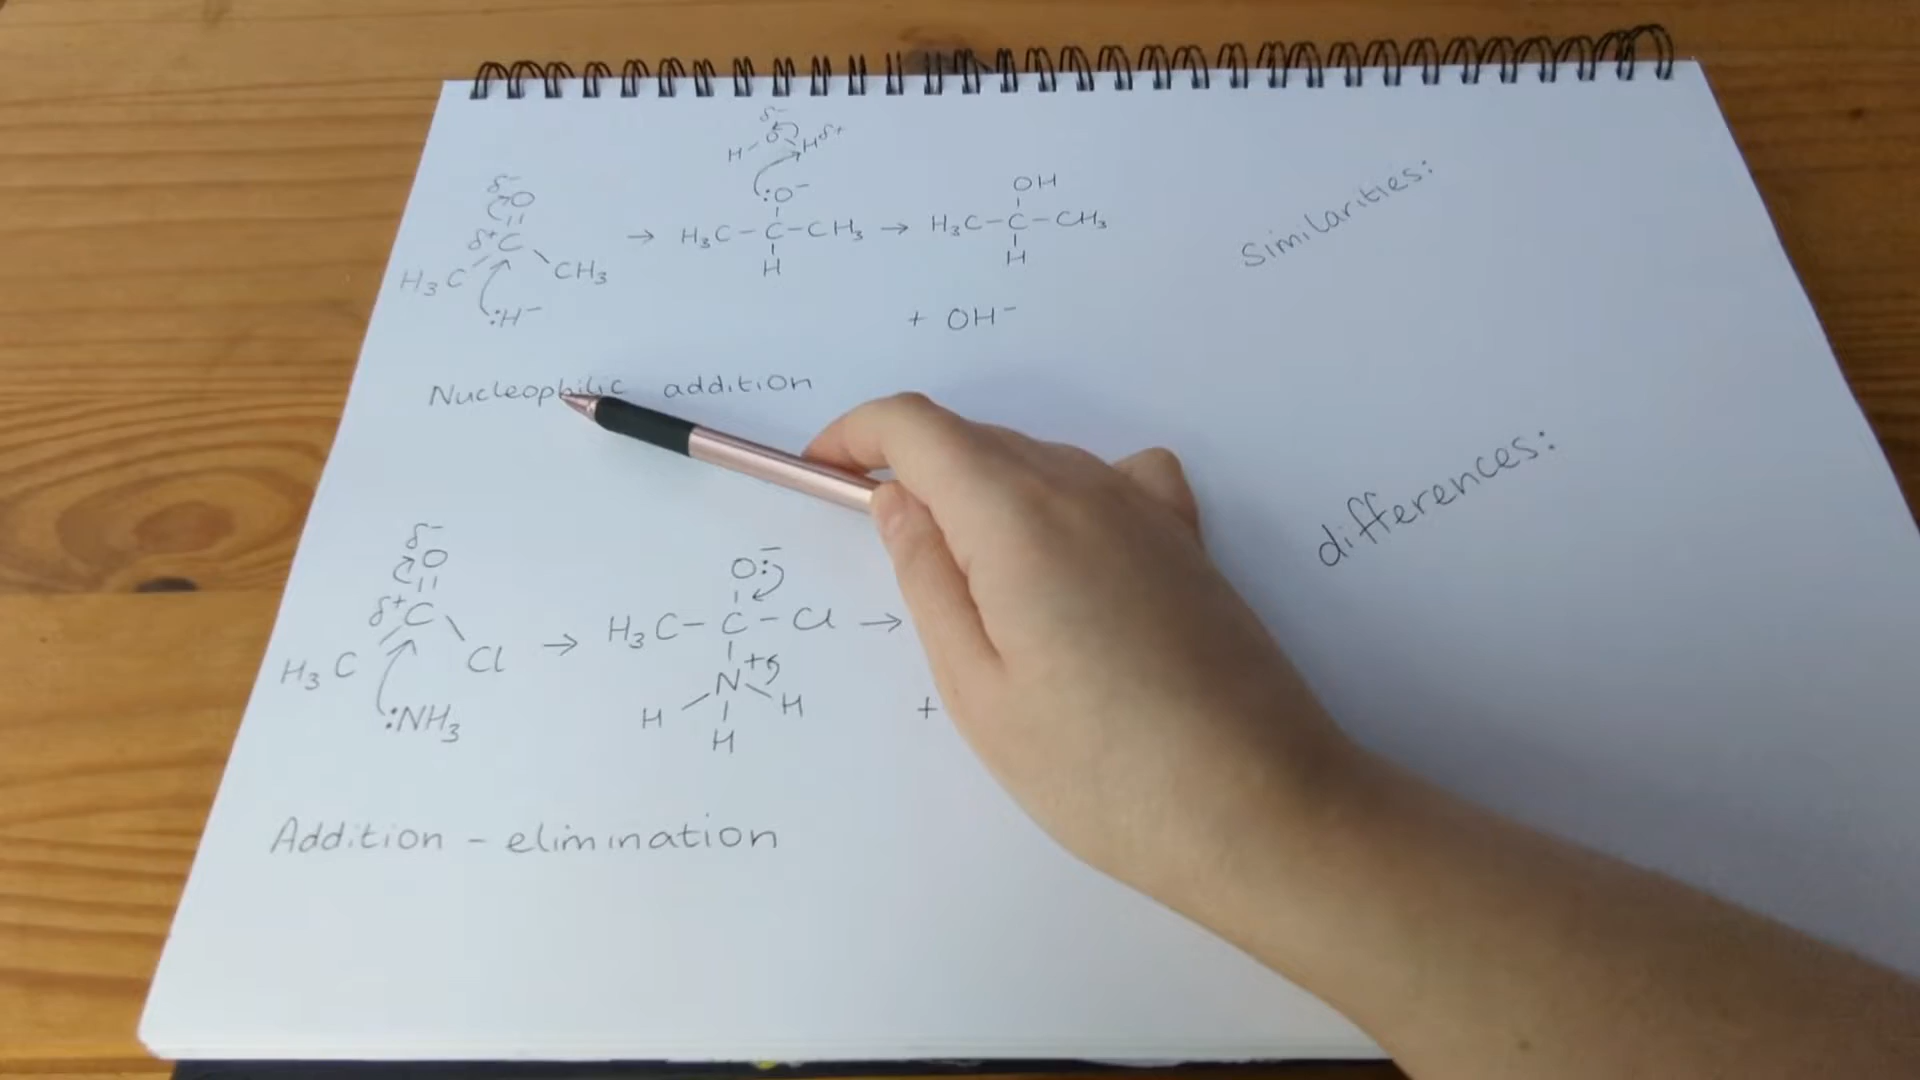 δ-
H O H δ+
δ- O
δ+ C
H3C CH3
:H-
→
:O-
H3C-C-CH3
H
→
OH
H3C-C-CH3
H
+ OH-
Similarities:
Nucleophilic addition
differences:
δ-
O
δ+ C
H3C Cl
:NH3
→
O:-
H3C-C-Cl
N+
H H
H
→
+
Addition - elimination